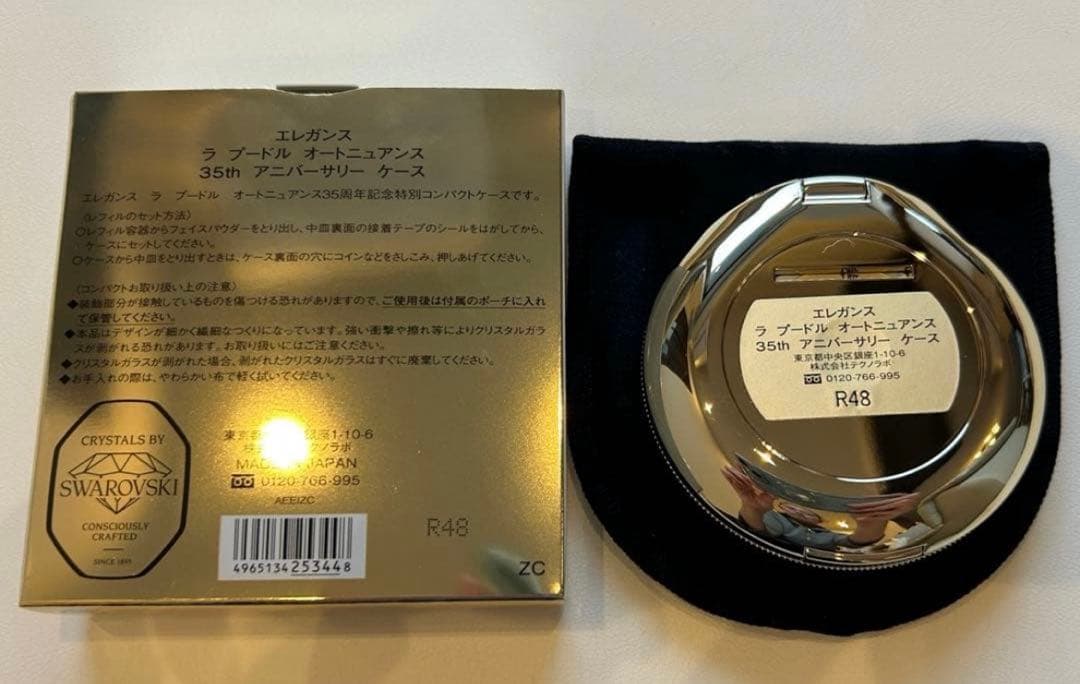 エレガンス
ラ プードル オートニュアンス
35th アニバーサリー ケース
エレガンス ラ プードル オートニュアンス35周年記念特別コンパクトケースです。
〈レフィルのセット方法〉
○レフィル容器からフェイスパウダーをとり出し、中皿裏面の接着テープのシールをはがしてから、
ケースにセットしてください。
○ケースから中皿をとり出すときは、ケース裏面の穴にコインなどをさしこみ、押しあげてください。
〈コンパクトお取り扱い上の注意〉
◆装飾部分が接触しているものを傷つける恐れがありますので、ご使用後は付属のポーチに入れ
て保管してください。
◆本品はデザインが細かく繊細なつくりになっています。強い衝撃や擦れ等によりクリスタルガラ
スが剥がれる恐れがあります。お取り扱いにはご注意ください。
◆クリスタルガラスが剥がれた場合、剥がれたクリスタルガラスはすぐに廃棄してください。
◆お手入れの際は、やわらかい布で軽く拭いてください。
CRYSTALS BY
SWAROVSKI
CONSCIOUSLY
CRAFTED
SINCE 1895
東京都 銀座1-10-6
株式 テクノラボ
MADE IN JAPAN
0120-766-995
AEEIZC
4965134253448
R48
ZC
エレガンス
ラ プードル オートニュアンス
35th アニバーサリー ケース
東京都中央区銀座1-10-6
株式会社テクノラボ
0120-766-995
R48